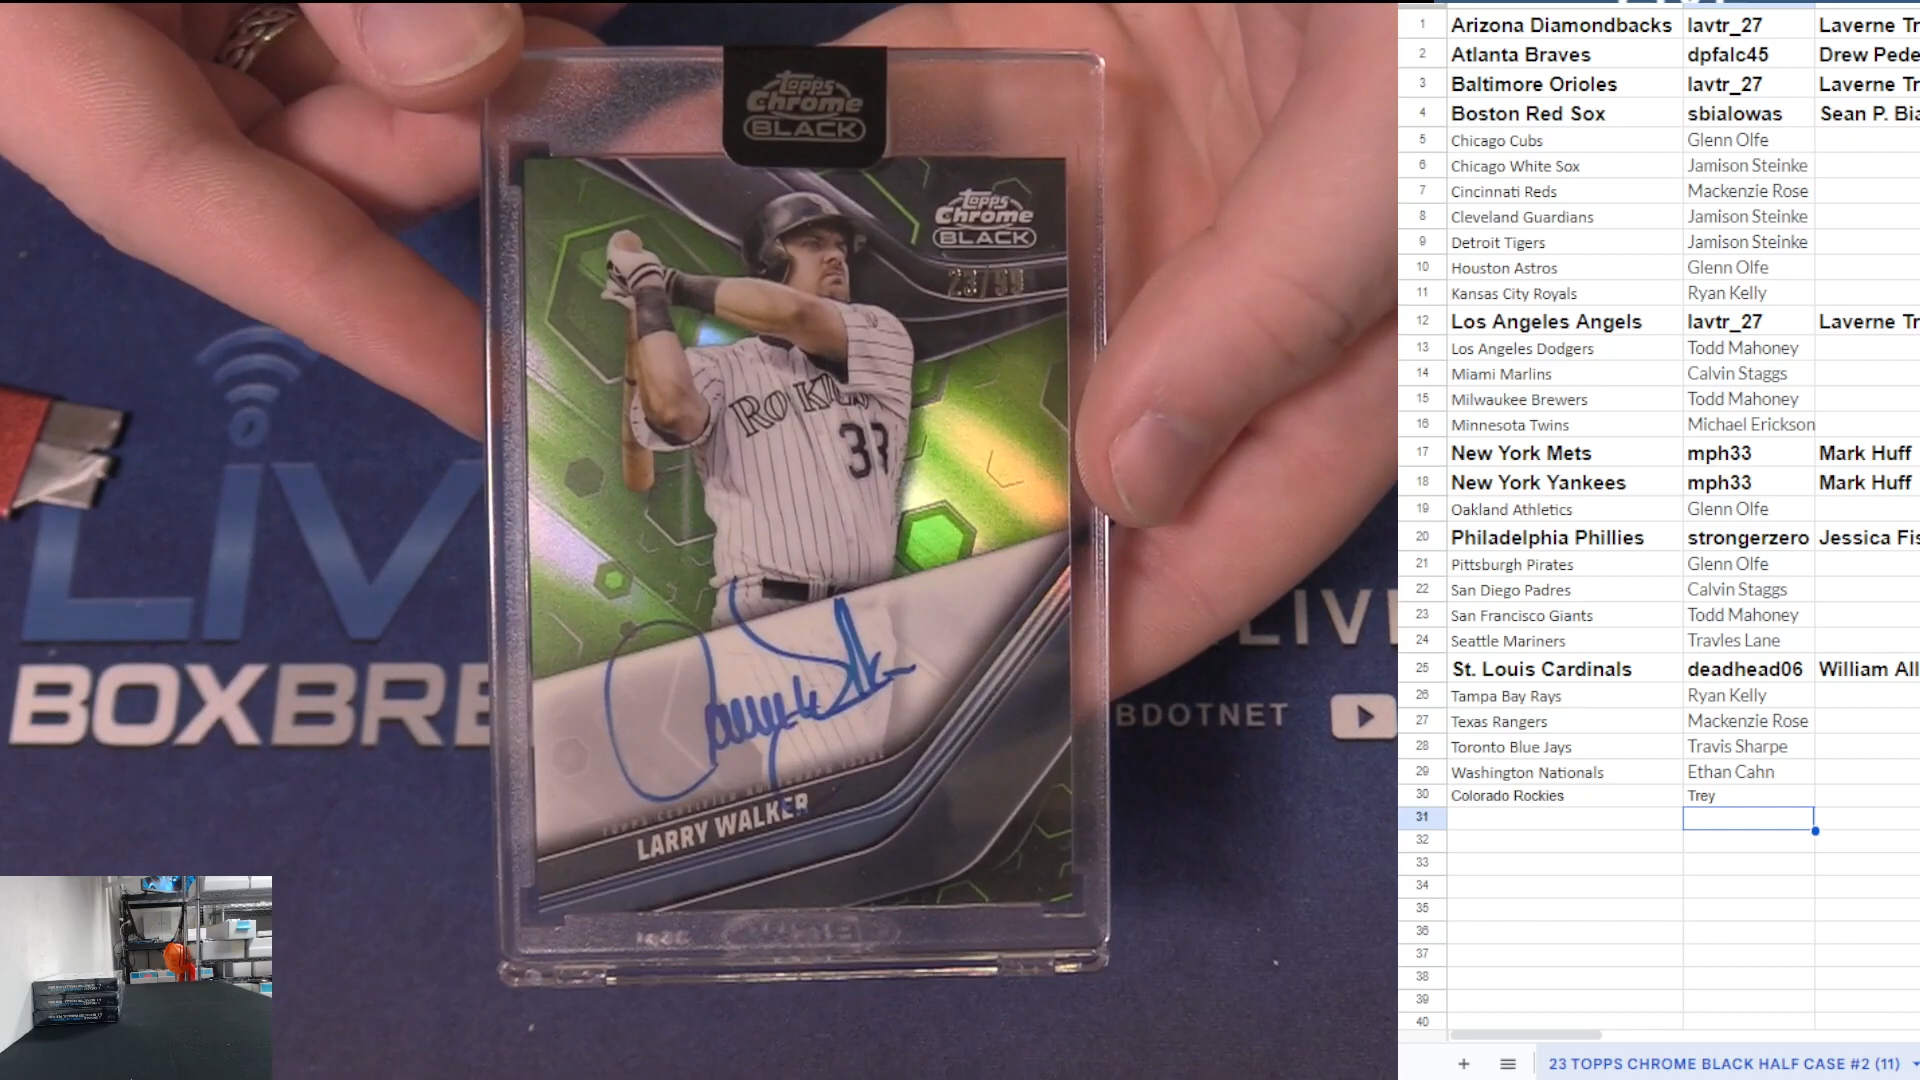 Topps
Chrome
BLACK
Topps
Chrome
BLACK
23/99
ROCKIES
33
Larry Walker
TOPPS CERTIFIED AUTOGRAPH ISSUE
LARRY WALKER
LIV
BOXBRE
LIV
BDOTNET
1 Arizona Diamondbacks lavtr_27 Laverne Tr
2 Atlanta Braves dpfalc45 Drew Pede
3 Baltimore Orioles lavtr_27 Laverne Tr
4 Boston Red Sox sbialowas Sean P. Bia
5 Chicago Cubs Glenn Olfe
6 Chicago White Sox Jamison Steinke
7 Cincinnati Reds Mackenzie Rose
8 Cleveland Guardians Jamison Steinke
9 Detroit Tigers Jamison Steinke
10 Houston Astros Glenn Olfe
11 Kansas City Royals Ryan Kelly
12 Los Angeles Angels lavtr_27 Laverne Tr
13 Los Angeles Dodgers Todd Mahoney
14 Miami Marlins Calvin Staggs
15 Milwaukee Brewers Todd Mahoney
16 Minnesota Twins Michael Erickson
17 New York Mets mph33 Mark Huff
18 New York Yankees mph33 Mark Huff
19 Oakland Athletics Glenn Olfe
20 Philadelphia Phillies strongerzero Jessica Fis
21 Pittsburgh Pirates Glenn Olfe
22 San Diego Padres Calvin Staggs
23 San Francisco Giants Todd Mahoney
24 Seattle Mariners Travles Lane
25 St. Louis Cardinals deadhead06 William All
26 Tampa Bay Rays Ryan Kelly
27 Texas Rangers Mackenzie Rose
28 Toronto Blue Jays Travis Sharpe
29 Washington Nationals Ethan Cahn
30 Colorado Rockies Trey
31
32
33
34
35
36
37
38
39
40
23 TOPPS CHROME BLACK HALF CASE #2 (11)